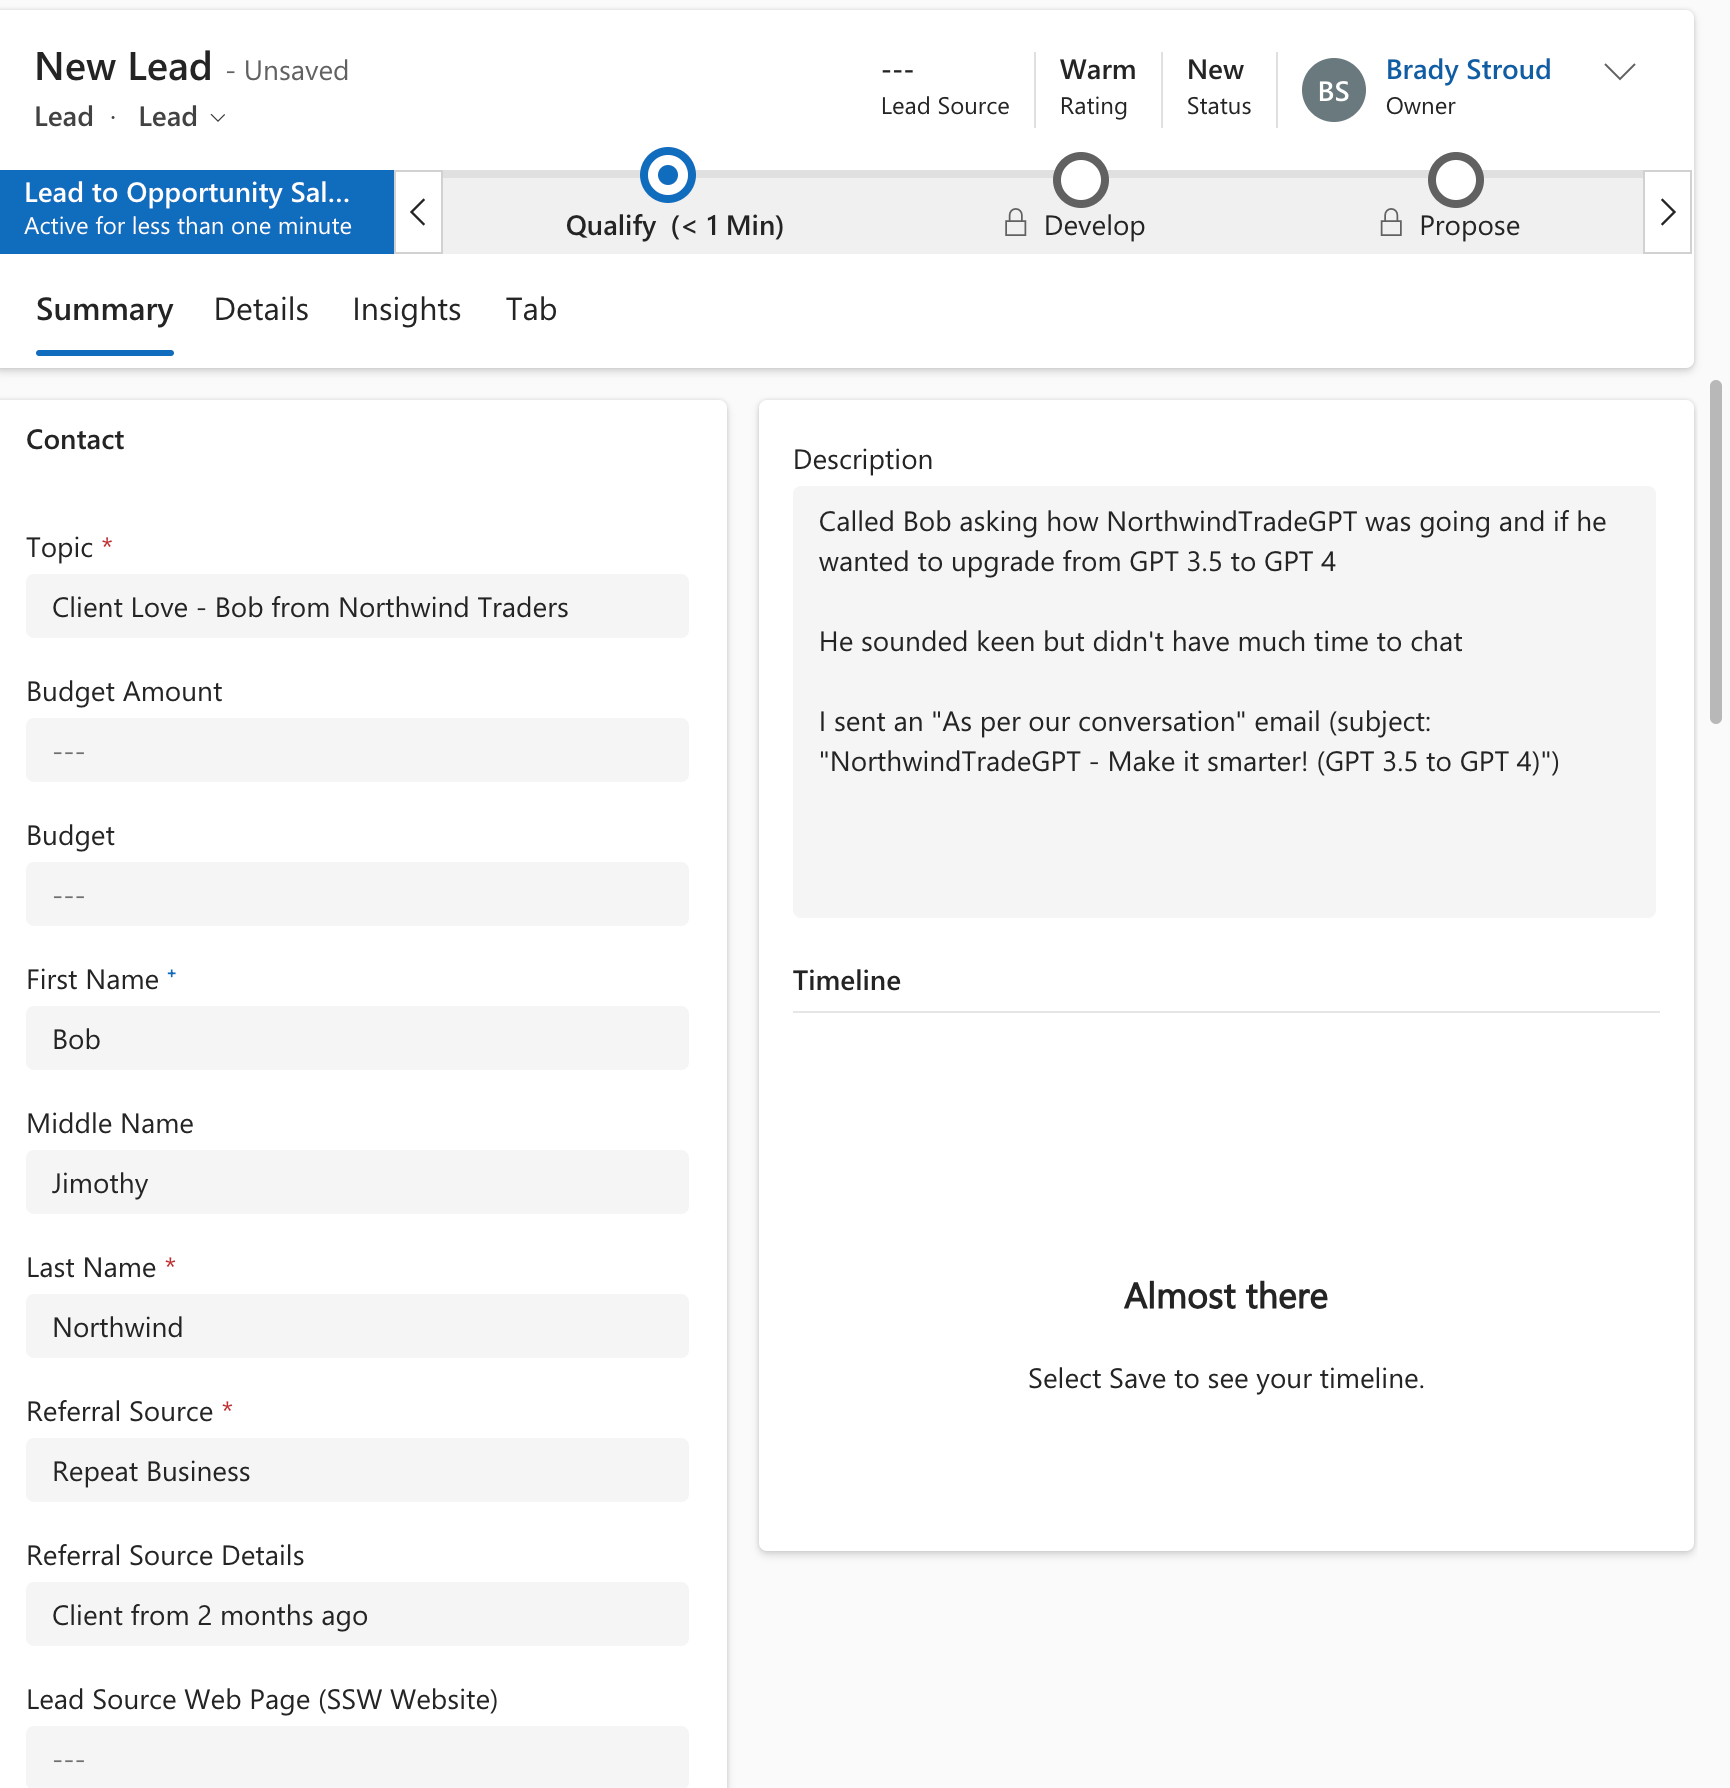 New Lead - Unsaved
Lead · Lead
---
Lead Source
Warm
Rating
New
Status
BS
Brady Stroud
Owner
Lead to Opportunity Sal...
Active for less than one minute
Qualify (< 1 Min)
Develop
Propose
Summary Details Insights Tab
Contact
Topic *
Client Love - Bob from Northwind Traders
Budget Amount
---
Budget
---
First Name +
Bob
Middle Name
Jimothy
Last Name *
Northwind
Referral Source *
Repeat Business
Referral Source Details
Client from 2 months ago
Lead Source Web Page (SSW Website)
---
Description
Called Bob asking how NorthwindTradeGPT was going and if he
wanted to upgrade from GPT 3.5 to GPT 4
He sounded keen but didn't have much time to chat
I sent an "As per our conversation" email (subject:
"NorthwindTradeGPT - Make it smarter! (GPT 3.5 to GPT 4)")
Timeline
Almost there
Select Save to see your timeline.